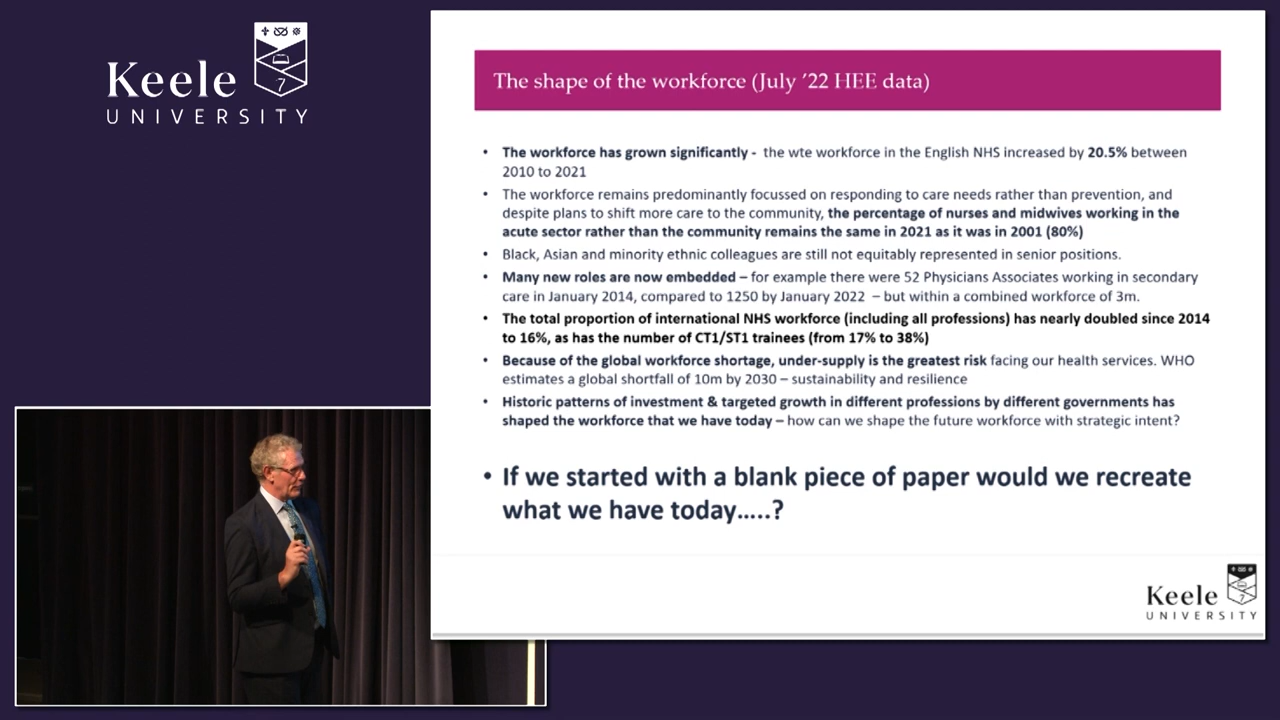 Keele
UNIVERSITY
The shape of the workforce (July ’22 HEE data)
• The workforce has grown significantly - the wte workforce in the English NHS increased by 20.5% between
2010 to 2021
• The workforce remains predominantly focussed on responding to care needs rather than prevention, and
despite plans to shift more care to the community, the percentage of nurses and midwives working in the
acute sector rather than the community remains the same in 2021 as it was in 2001 (80%)
• Black, Asian and minority ethnic colleagues are still not equitably represented in senior positions.
• Many new roles are now embedded – for example there were 52 Physicians Associates working in secondary
care in January 2014, compared to 1250 by January 2022 – but within a combined workforce of 3m.
• The total proportion of international NHS workforce (including all professions) has nearly doubled since 2014
to 16%, as has the number of CT1/ST1 trainees (from 17% to 38%)
• Because of the global workforce shortage, under-supply is the greatest risk facing our health services. WHO
estimates a global shortfall of 10m by 2030 – sustainability and resilience
• Historic patterns of investment & targeted growth in different professions by different governments has
shaped the workforce that we have today – how can we shape the future workforce with strategic intent?
• If we started with a blank piece of paper would we recreate
what we have today…..?
Keele
UNIVERSITY